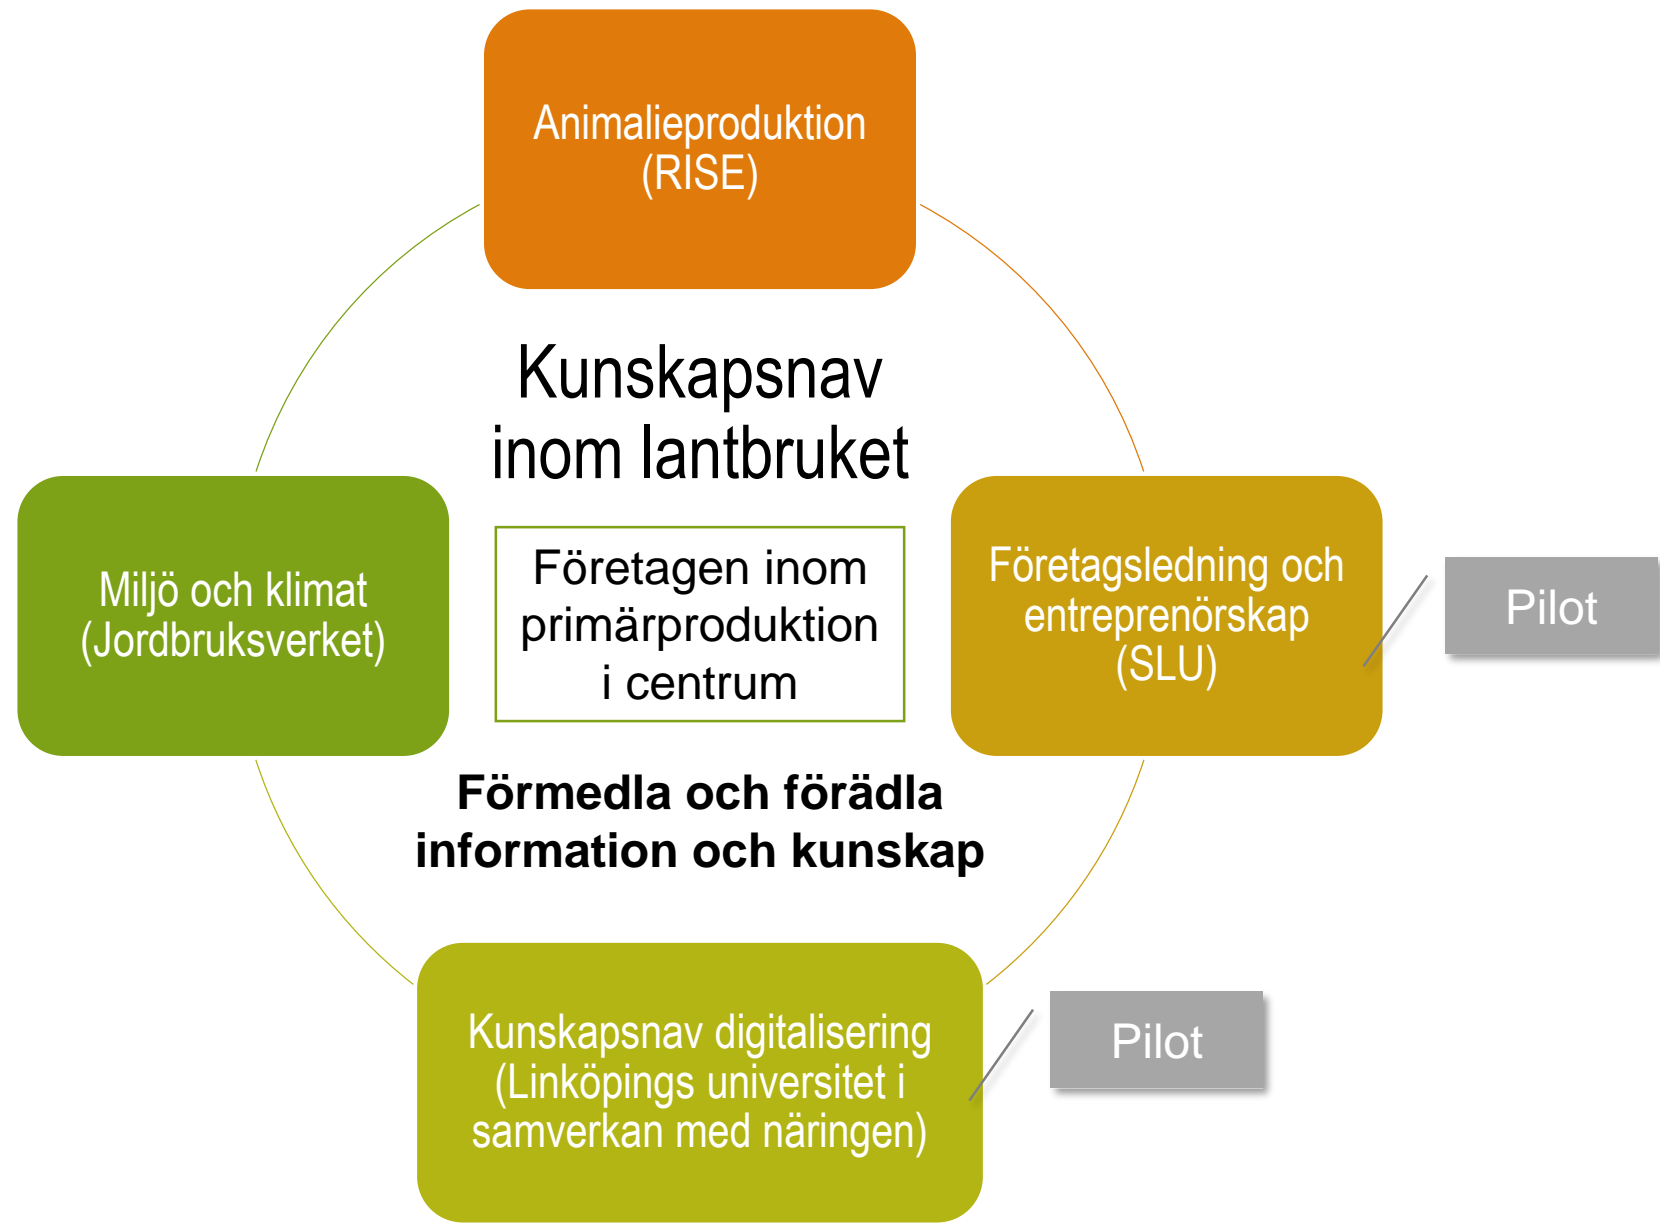 Animalieproduktion
(RISE)
Kunskapsnav
inom lantbruket
Miljö och klimat
(Jordbruksverket)
Företagen inom
primärproduktion
i centrum
Företagsledning och
entreprenörskap
(SLU)
Pilot
Förmedla och förädla
information och kunskap
Kunskapsnav digitalisering
(Linköpings universitet i
samverkan med näringen)
Pilot